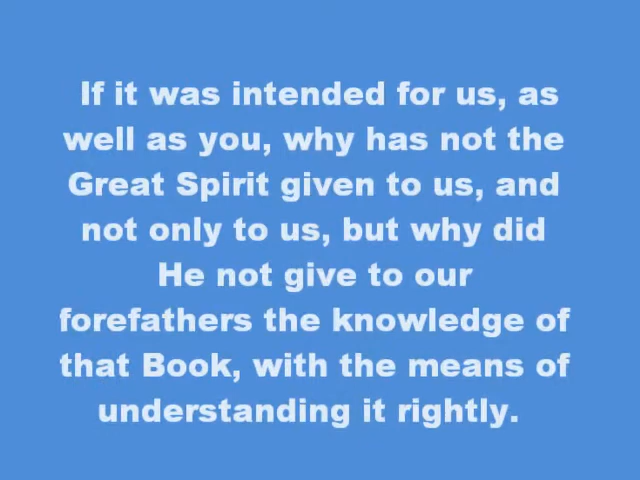 If it was intended for us, as
well as you, why has not the
Great Spirit given to us, and
not only to us, but why did
He not give to our
forefathers the knowledge of
that Book, with the means of
understanding it rightly.